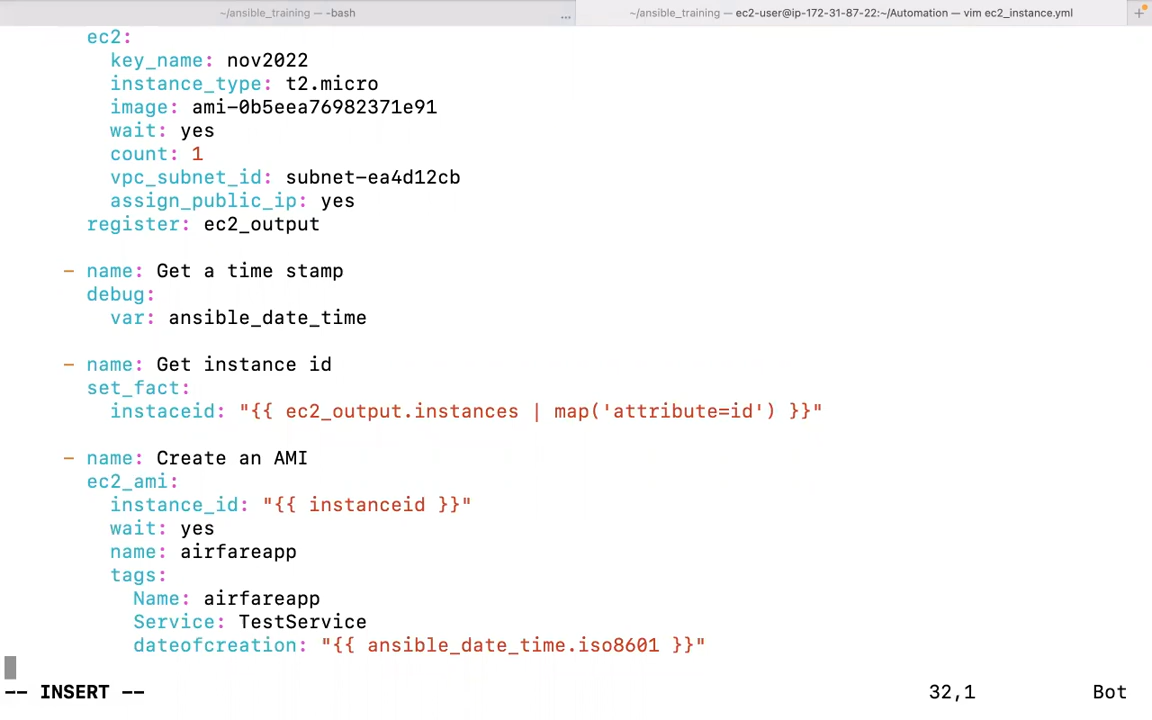 ~/ansible_training — -bash
...
~/ansible_training — ec2-user@ip-172-31-87-22:~/Automation — vim ec2_instance.yml
+
ec2:
key_name: nov2022
instance_type: t2.micro
image: ami-0b5eea76982371e91
wait: yes
count: 1
vpc_subnet_id: subnet-ea4d12cb
assign_public_ip: yes
register: ec2_output
- name: Get a time stamp
debug:
var: ansible_date_time
- name: Get instance id
set_fact:
instaceid: "{{ ec2_output.instances | map('attribute=id') }}"
- name: Create an AMI
ec2_ami:
instance_id: "{{ instanceid }}"
wait: yes
name: airfareapp
tags:
Name: airfareapp
Service: TestService
dateofcreation: "{{ ansible_date_time.iso8601 }}"
-- INSERT -- 32,1 Bot